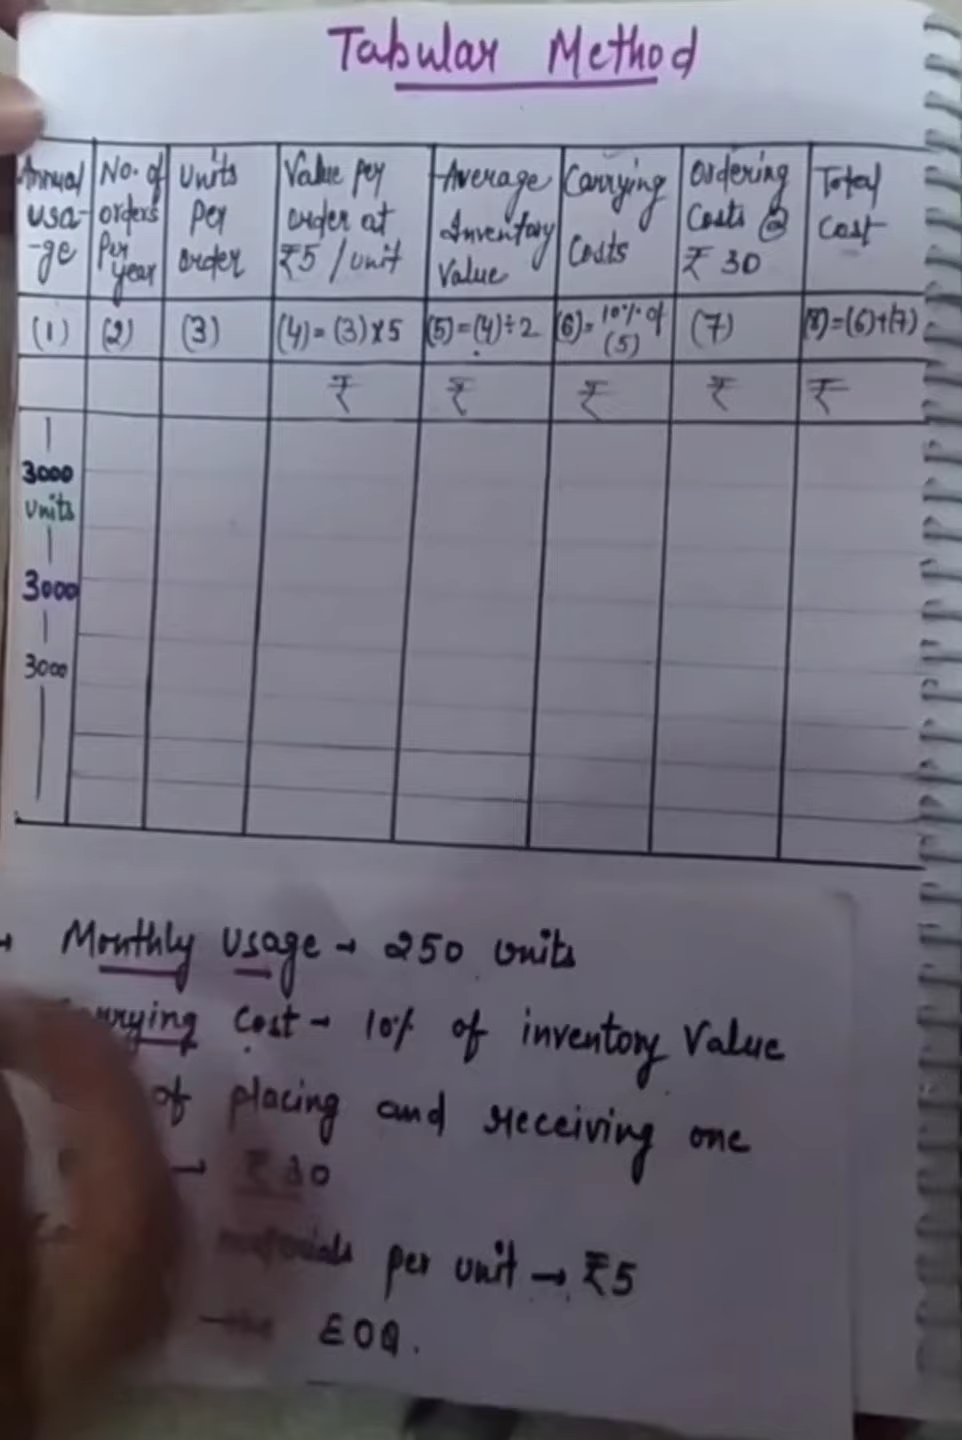 Tabular Method
Annual usa-ge
No. of orders Per year
Units Per order
Value per order at ₹5 / unit
Average Inventory Value
Carrying Costs
Ordering Costs @ ₹ 30
Total cost
(1) (2) (3) (4) = (3)×5 (5)=(4)÷2 (6)= 10% of (5) (7) (8)=(6)+(7)
₹ ₹ ₹ ₹ ₹
3000
units
3000
3000
→ Monthly Usage → 250 units
Cost → 10% of inventory Value
of placing and receiving one
→ ₹ 30
per unit → ₹5
EOQ.